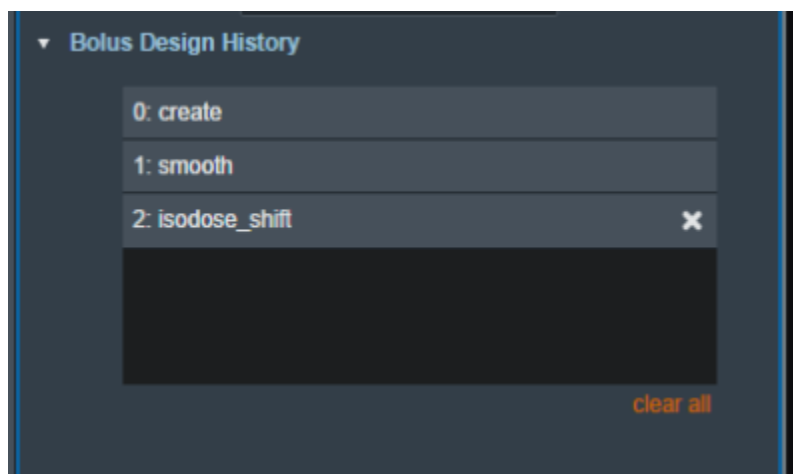 Bolus Design History
0: create
1: smooth
2: isodose_shift
clear all